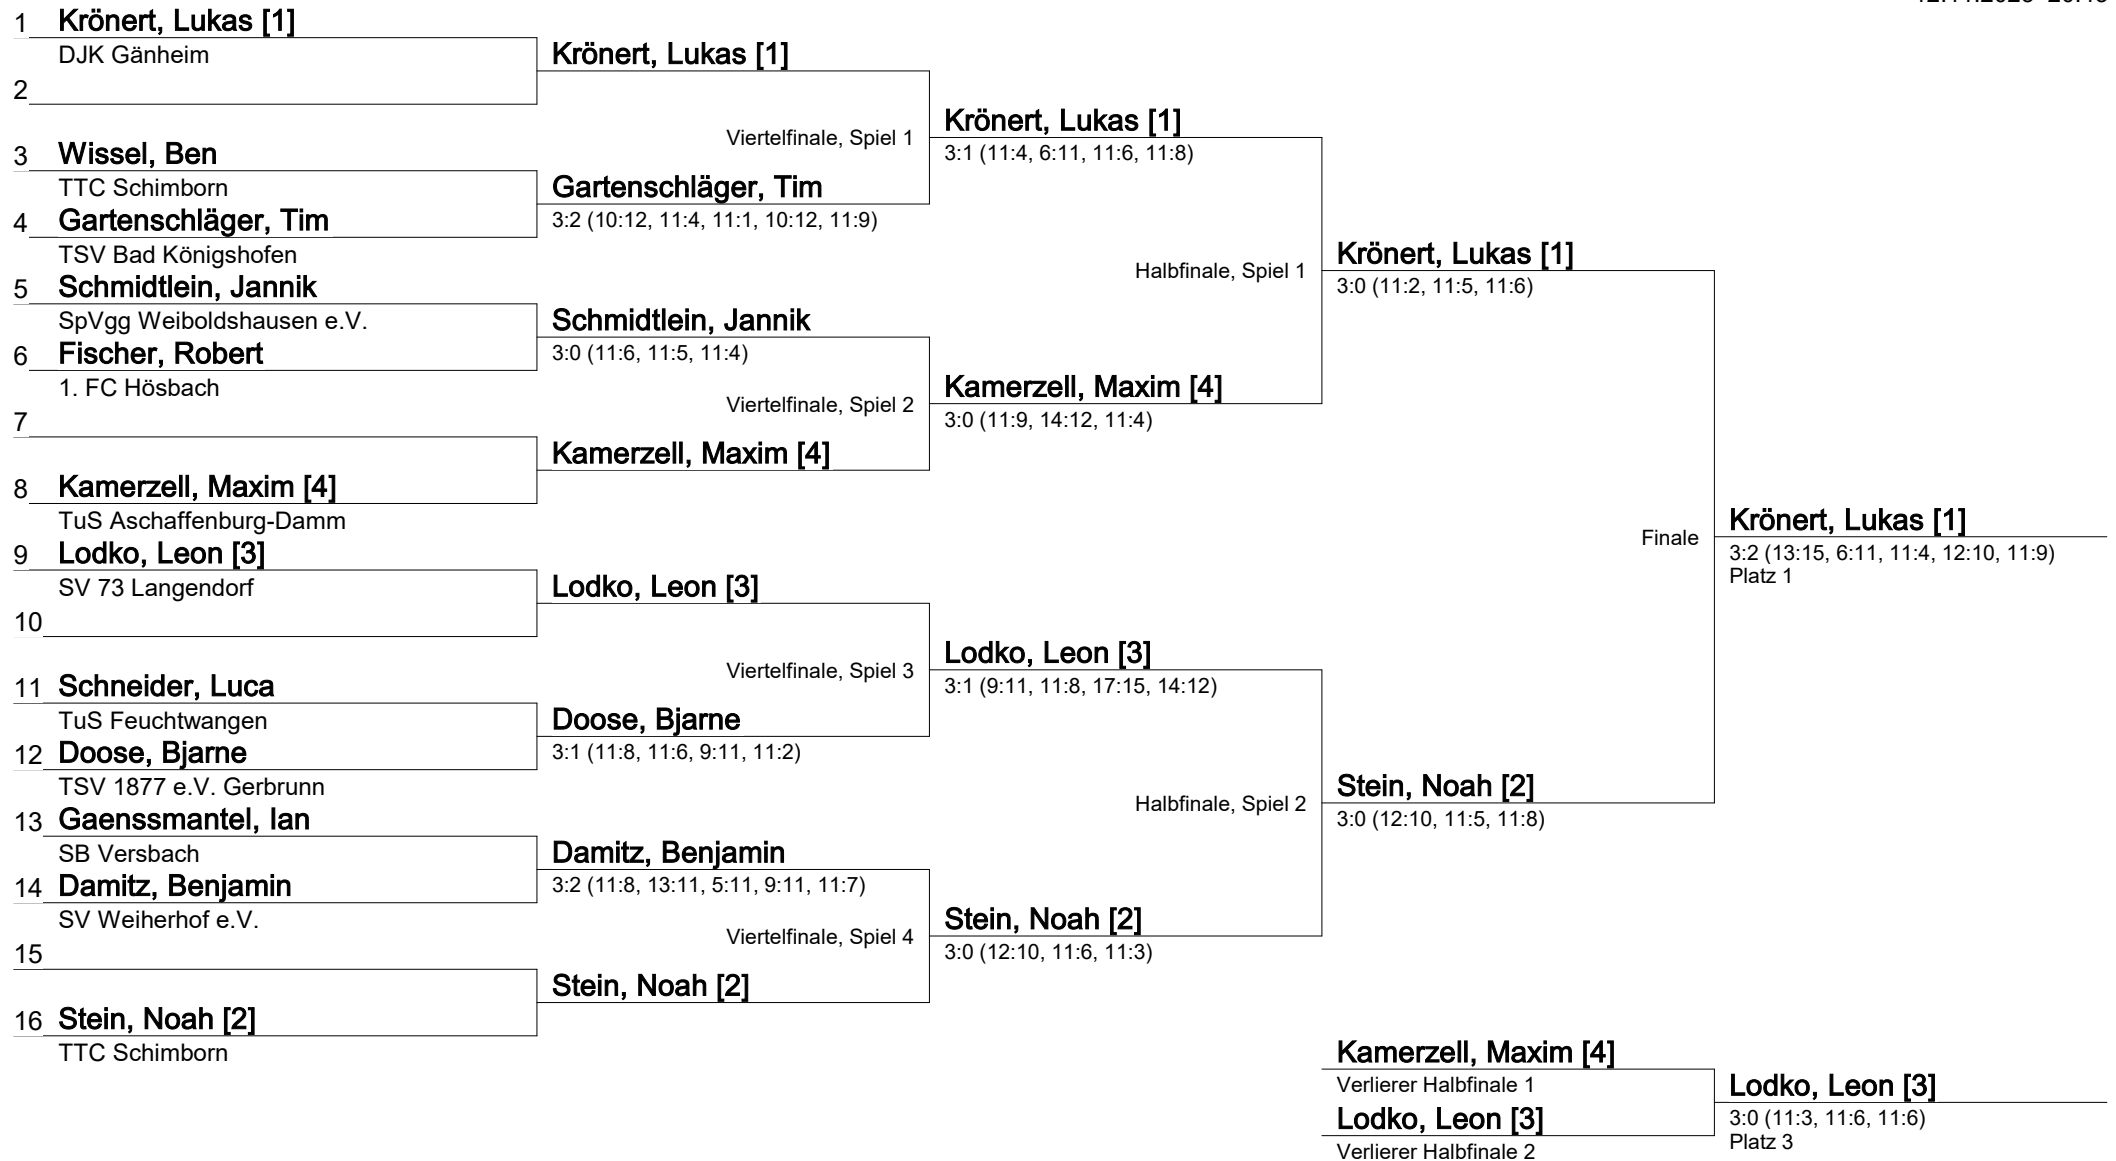 1 Krönert, Lukas [1]
DJK Gänheim
2
3 Wissel, Ben
TTC Schimborn
4 Gartenschläger, Tim
TSV Bad Königshofen
5 Schmidtlein, Jannik
SpVgg Weiboldshausen e.V.
6 Fischer, Robert
1. FC Hösbach
7
8 Kamerzell, Maxim [4]
TuS Aschaffenburg-Damm
9 Lodko, Leon [3]
SV 73 Langendorf
10
11 Schneider, Luca
TuS Feuchtwangen
12 Doose, Bjarne
TSV 1877 e.V. Gerbrunn
13 Gaenssmantel, Ian
SB Versbach
14 Damitz, Benjamin
SV Weiherhof e.V.
15
16 Stein, Noah [2]
TTC Schimborn
Krönert, Lukas [1]
Viertelfinale, Spiel 1
Gartenschläger, Tim
3:2 (10:12, 11:4, 11:1, 10:12, 11:9)
Schmidtlein, Jannik
3:0 (11:6, 11:5, 11:4)
Viertelfinale, Spiel 2
Kamerzell, Maxim [4]
Lodko, Leon [3]
Viertelfinale, Spiel 3
Doose, Bjarne
3:1 (11:8, 11:6, 9:11, 11:2)
Damitz, Benjamin
3:2 (11:8, 13:11, 5:11, 9:11, 11:7)
Viertelfinale, Spiel 4
Stein, Noah [2]
Krönert, Lukas [1]
3:1 (11:4, 6:11, 11:6, 11:8)
Halbfinale, Spiel 1
Kamerzell, Maxim [4]
3:0 (11:9, 14:12, 11:4)
Lodko, Leon [3]
3:1 (9:11, 11:8, 17:15, 14:12)
Halbfinale, Spiel 2
Stein, Noah [2]
3:0 (12:10, 11:6, 11:3)
Krönert, Lukas [1]
3:0 (11:2, 11:5, 11:6)
Finale
Stein, Noah [2]
3:0 (12:10, 11:5, 11:8)
Krönert, Lukas [1]
3:2 (13:15, 6:11, 11:4, 12:10, 11:9)
Platz 1
Kamerzell, Maxim [4]
Verlierer Halbfinale 1
Lodko, Leon [3]
Verlierer Halbfinale 2
Lodko, Leon [3]
3:0 (11:3, 11:6, 11:6)
Platz 3